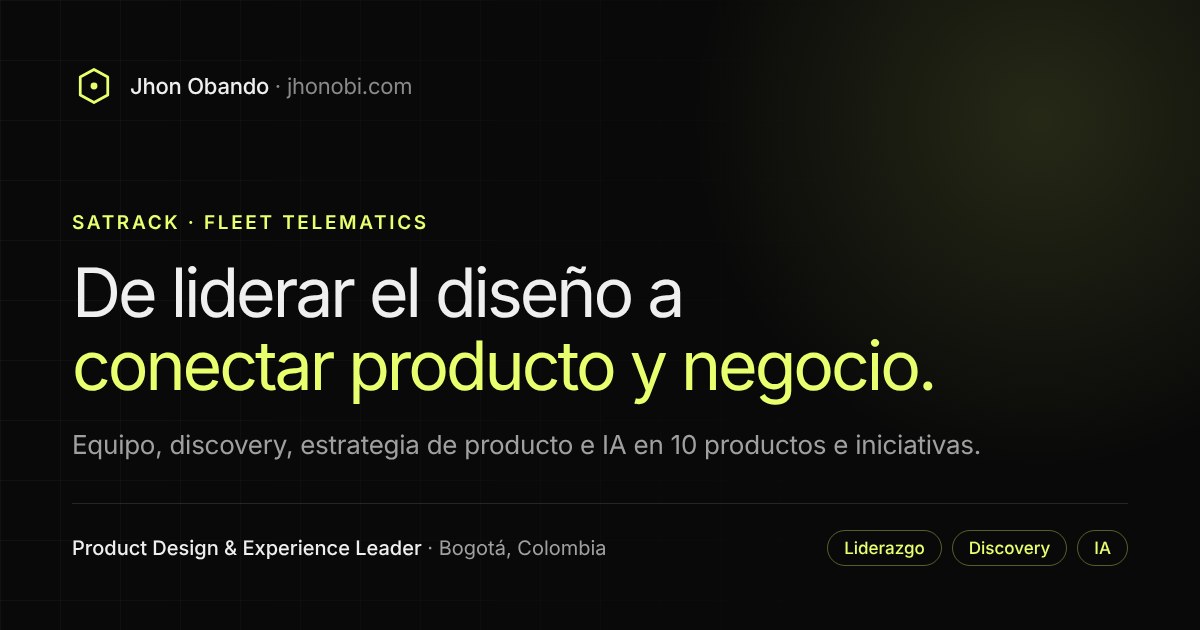 Jhon Obando · jhonobi.com
SATRACK · FLEET TELEMATICS
De liderar el diseño a
conectar producto y negocio.
Equipo, discovery, estrategia de producto e IA en 10 productos e iniciativas.
Product Design & Experience Leader · Bogotá, Colombia
Liderazgo
Discovery
IA